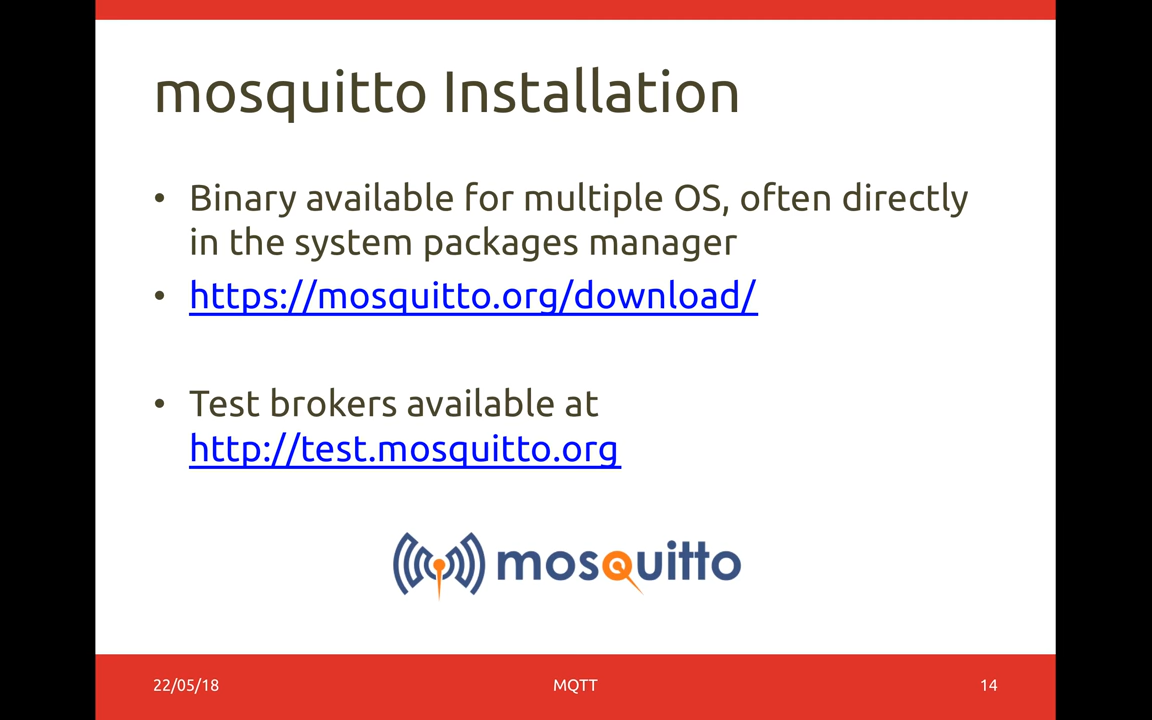 mosquitto Installation
• Binary available for multiple OS, often directly
in the system packages manager
• https://mosquitto.org/download/
• Test brokers available at
http://test.mosquitto.org
mosquitto
22/05/18 MQTT 14